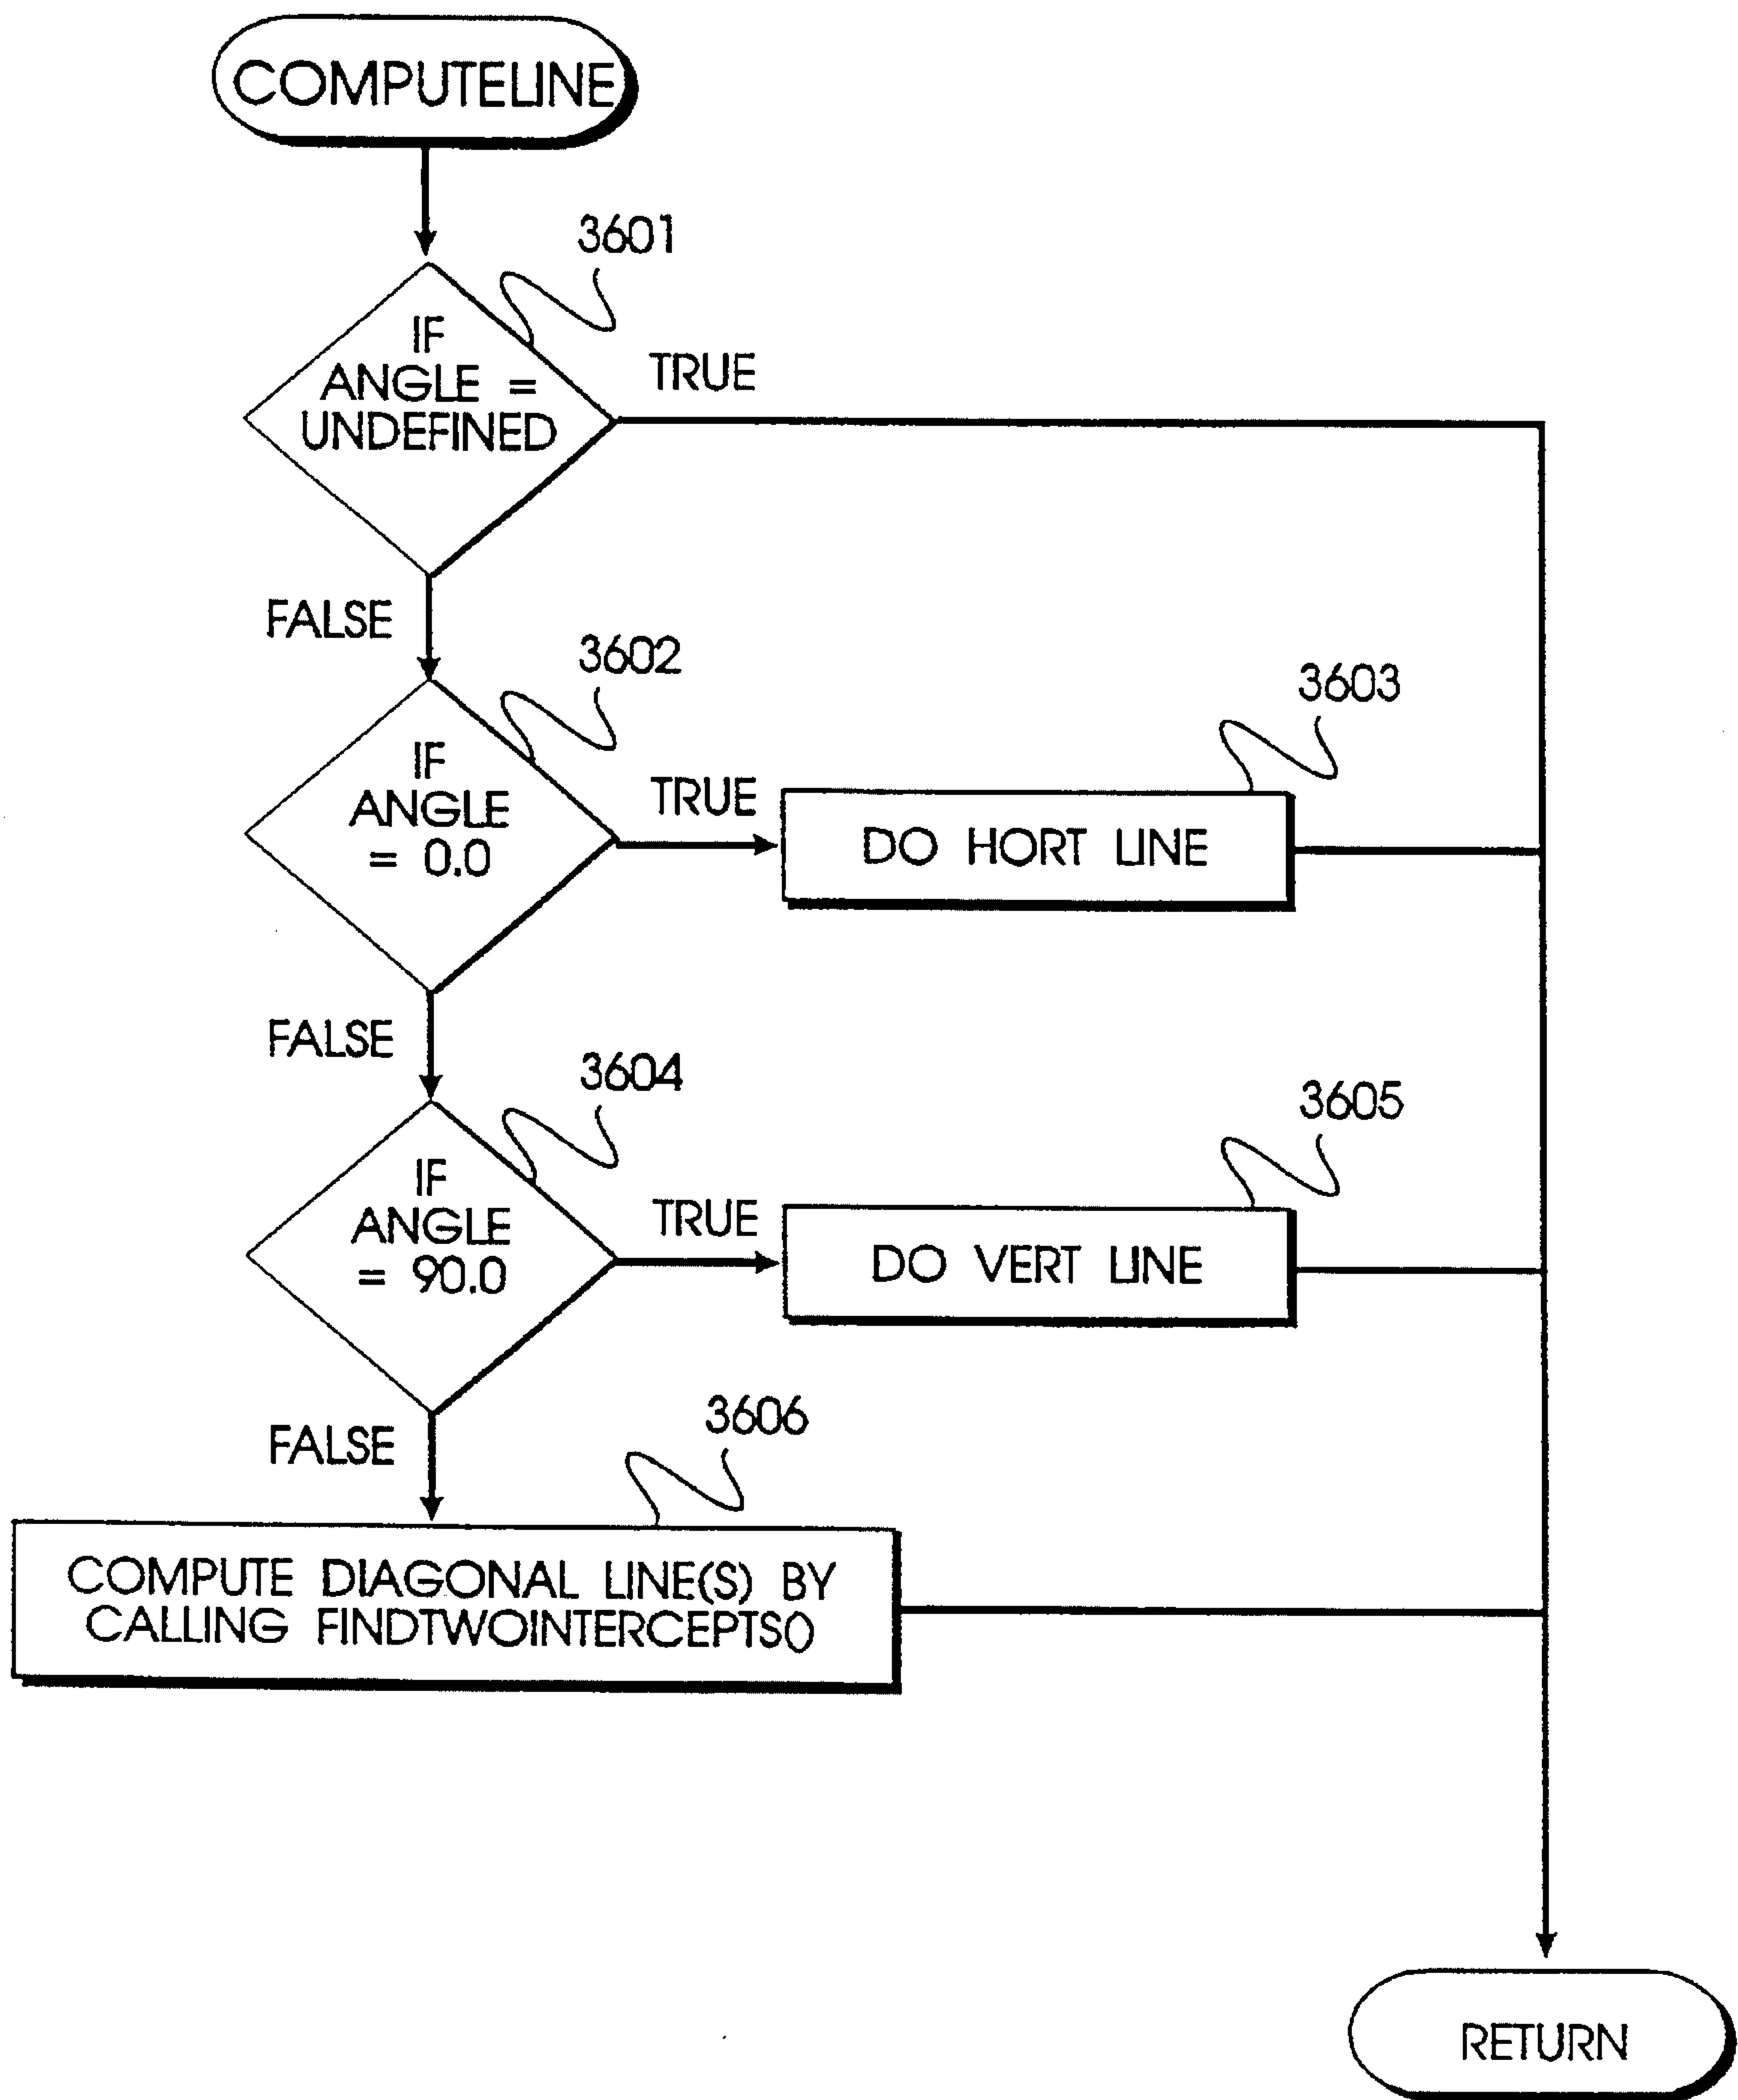 COMPUTELINE
3601
IF
ANGLE =
UNDEFINED
TRUE
FALSE
3602
IF
ANGLE
= 0.0
TRUE
3603
DO HORT LINE
FALSE
3604
IF
ANGLE
= 90.0
TRUE
3605
DO VERT LINE
FALSE
3606
COMPUTE DIAGONAL LINE(S) BY
CALLING FINDTWOINTERCEPTS()
RETURN